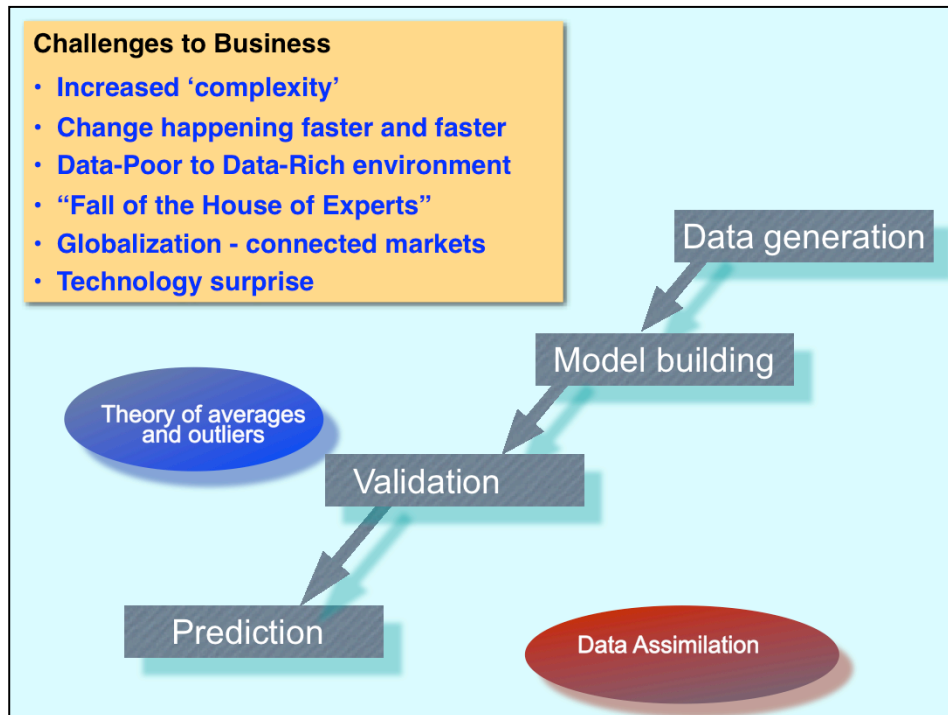 Challenges to Business
• Increased ‘complexity’
• Change happening faster and faster
• Data-Poor to Data-Rich environment
• “Fall of the House of Experts”
• Globalization - connected markets
• Technology surprise
Data generation
Model building
Theory of averages
and outliers
Validation
Prediction
Data Assimilation